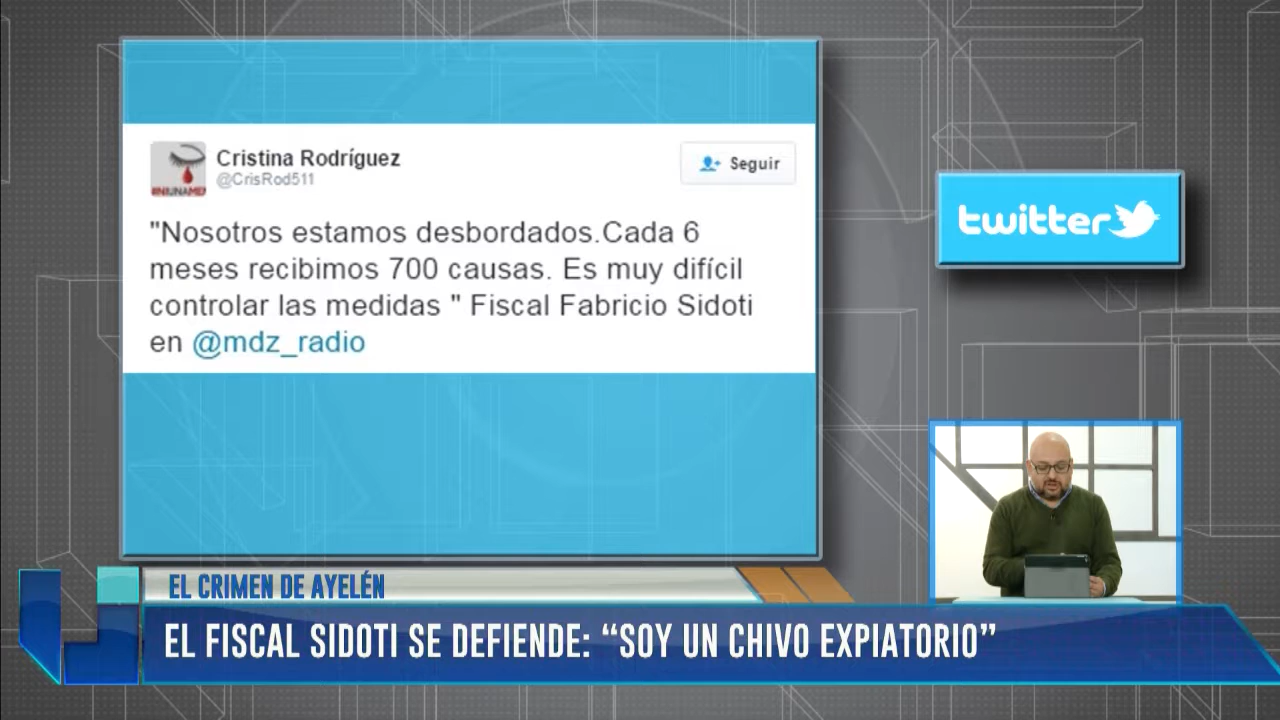 Cristina Rodríguez
@CrisRod511
Seguir
#NIUNAMEN
"Nosotros estamos desbordados.Cada 6
meses recibimos 700 causas. Es muy difícil
controlar las medidas " Fiscal Fabricio Sidoti
en @mdz_radio
twitter
EL CRIMEN DE AYELÉN
EL FISCAL SIDOTI SE DEFIENDE: “SOY UN CHIVO EXPIATORIO”